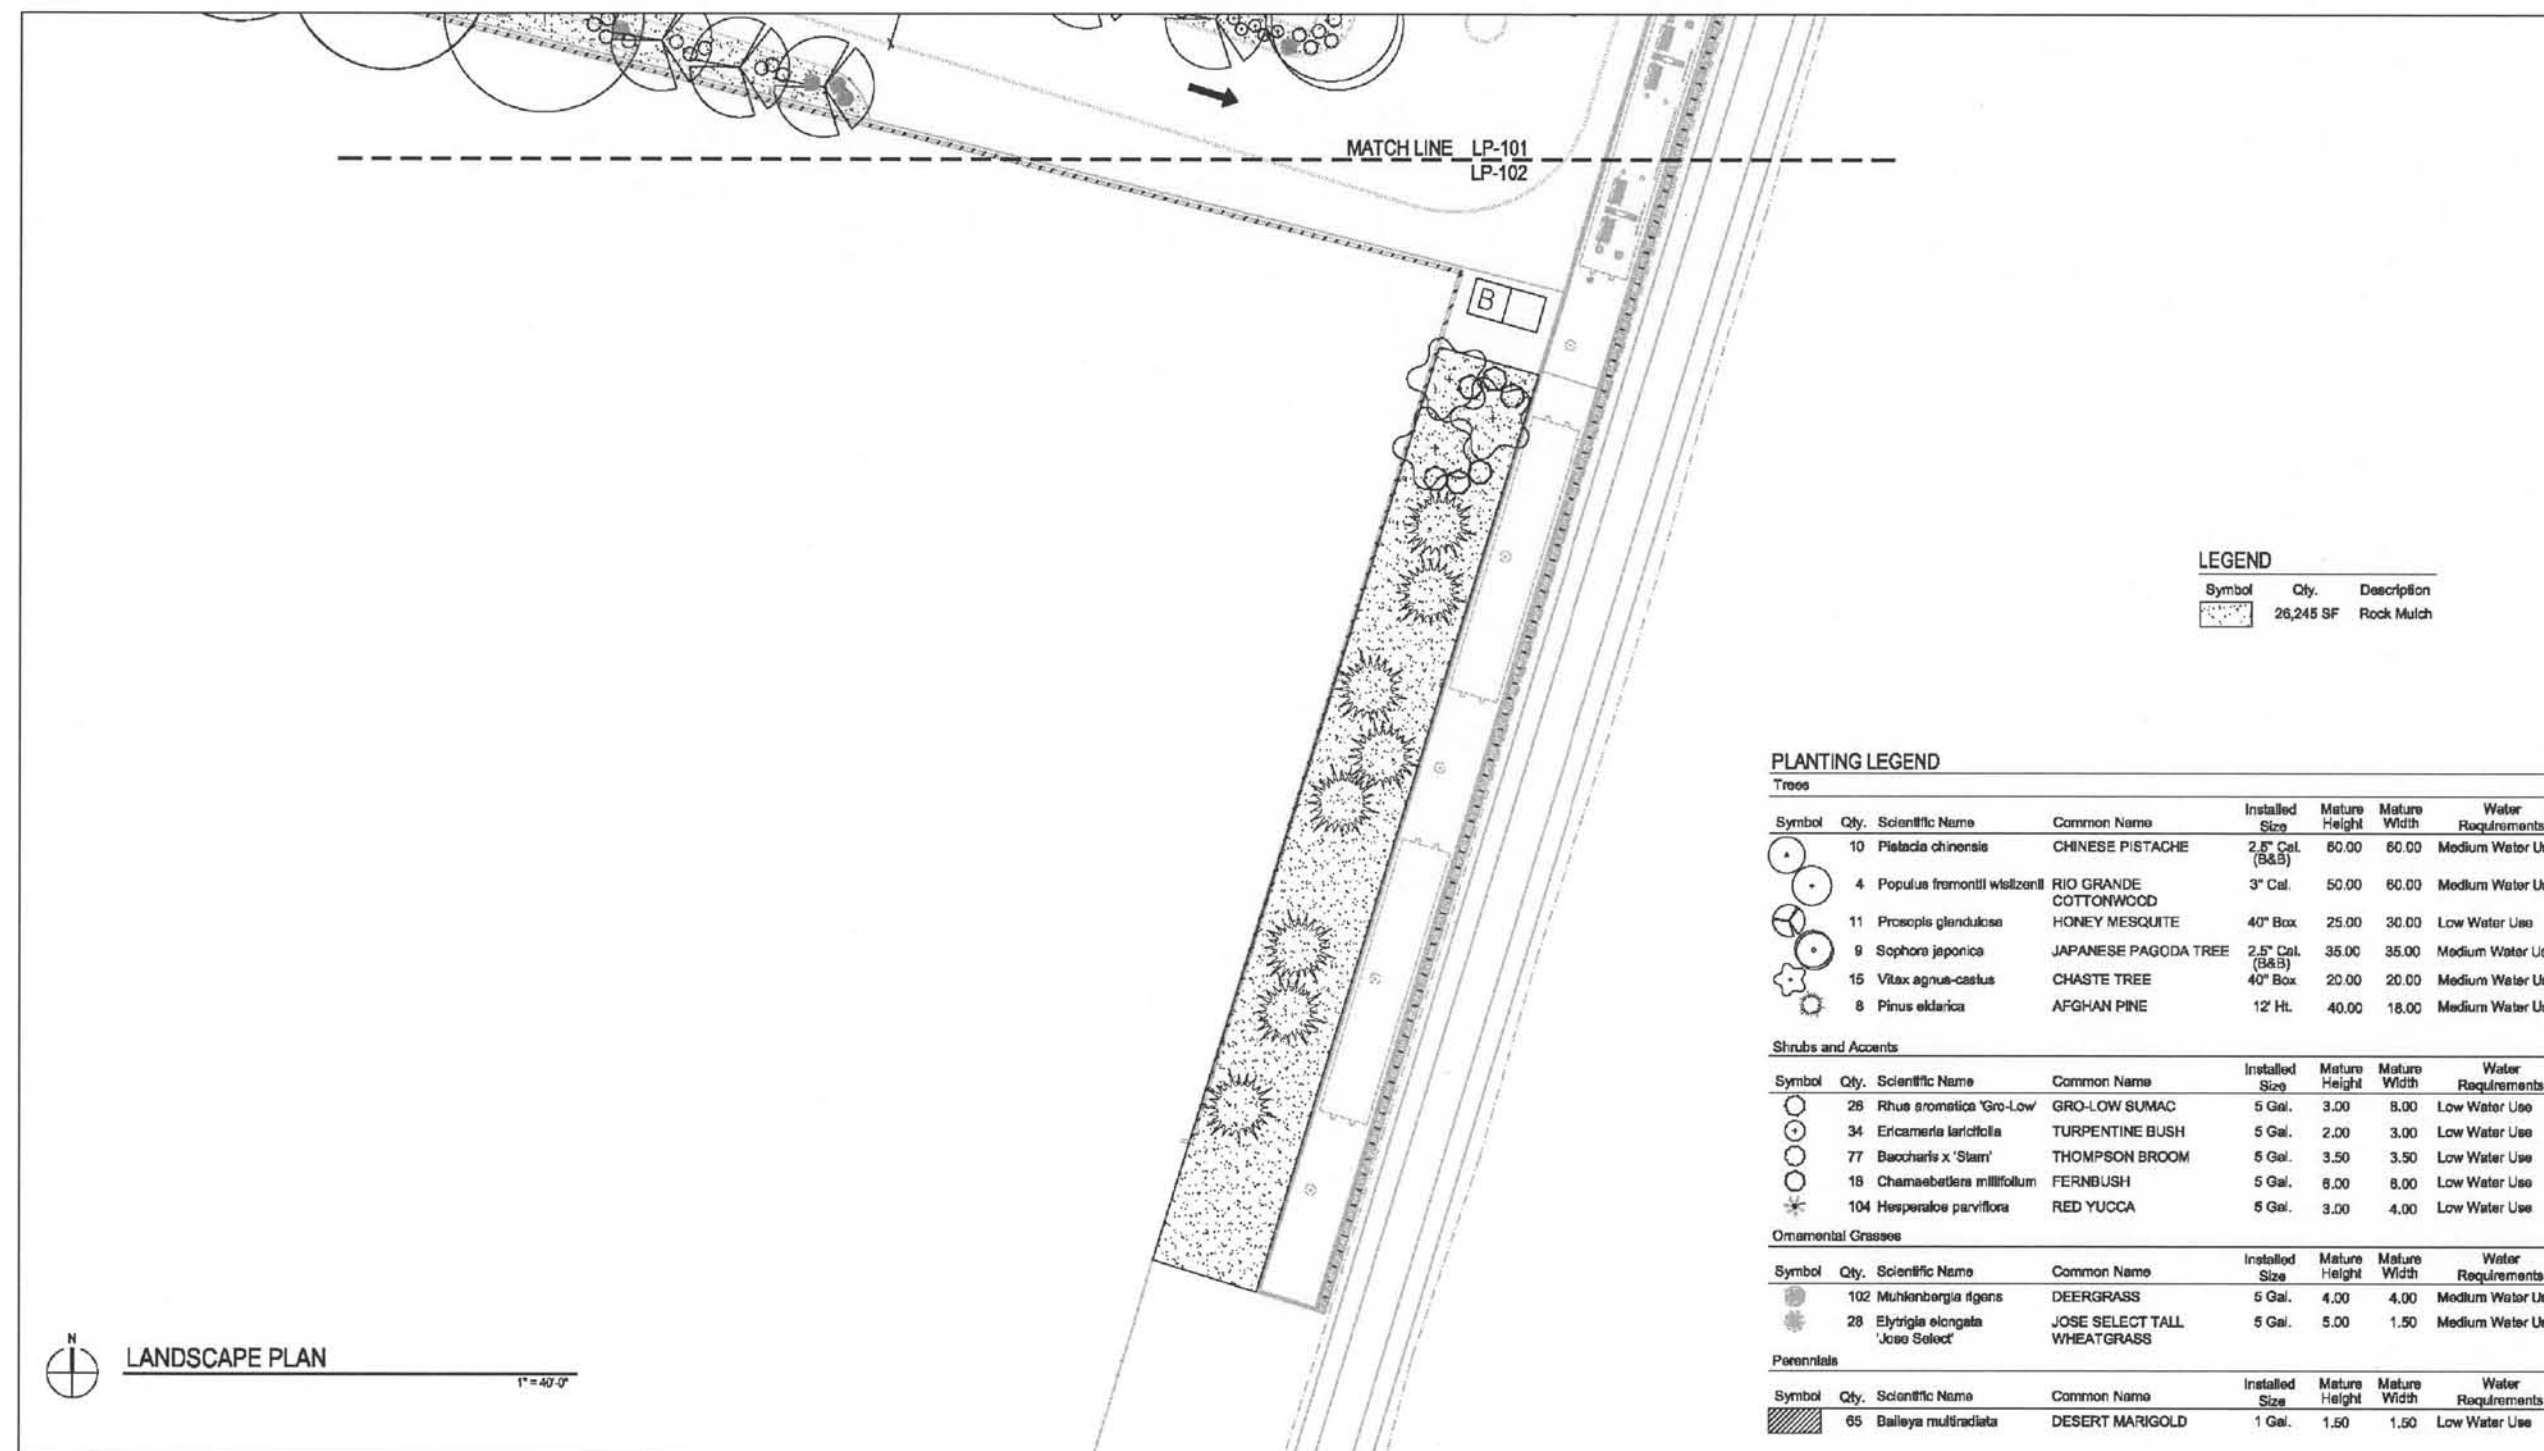 MATCH LINE LP-101
LP-102
B
LEGEND
Symbol Qty. Description
26,245 SF Rock Mulch
PLANTING LEGEND
Trees
Symbol Qty. Scientific Name Common Name Installed Size Mature Height Mature Width Water Requirements
10 Pistacia chinensis CHINESE PISTACHE 2.5" Cal. (B&B) 60.00 60.00 Medium Water U
4 Populus fremontii wislizenii RIO GRANDE COTTONWOOD 3" Cal. 50.00 60.00 Medium Water U
11 Prosopis glandulosa HONEY MESQUITE 40" Box 25.00 30.00 Low Water Use
9 Sophora japonica JAPANESE PAGODA TREE 2.5" Cal. (B&B) 35.00 35.00 Medium Water U
15 Vitex agnus-castus CHASTE TREE 40" Box 20.00 20.00 Medium Water U
8 Pinus eldarica AFGHAN PINE 12' Ht. 40.00 18.00 Medium Water U
Shrubs and Accents
Symbol Qty. Scientific Name Common Name Installed Size Mature Height Mature Width Water Requirements
26 Rhus aromatica 'Gro-Low' GRO-LOW SUMAC 5 Gal. 3.00 8.00 Low Water Use
34 Ericameria laricifolia TURPENTINE BUSH 5 Gal. 2.00 3.00 Low Water Use
77 Baccharis x 'Starn' THOMPSON BROOM 5 Gal. 3.50 3.50 Low Water Use
18 Chamaebatiera millifolium FERNBUSH 5 Gal. 6.00 6.00 Low Water Use
104 Hesperaloe parviflora RED YUCCA 5 Gal. 3.00 4.00 Low Water Use
Ornamental Grasses
Symbol Qty. Scientific Name Common Name Installed Size Mature Height Mature Width Water Requirements
102 Muhlenbergia rigens DEERGRASS 5 Gal. 4.00 4.00 Medium Water U
28 Elytrigia elongata 'Jose Select' JOSE SELECT TALL WHEATGRASS 5 Gal. 5.00 1.50 Medium Water U
Perennials
Symbol Qty. Scientific Name Common Name Installed Size Mature Height Mature Width Water Requirements
65 Baileya multiradiata DESERT MARIGOLD 1 Gal. 1.50 1.50 Low Water Use
N
LANDSCAPE PLAN
1" = 40'-0"